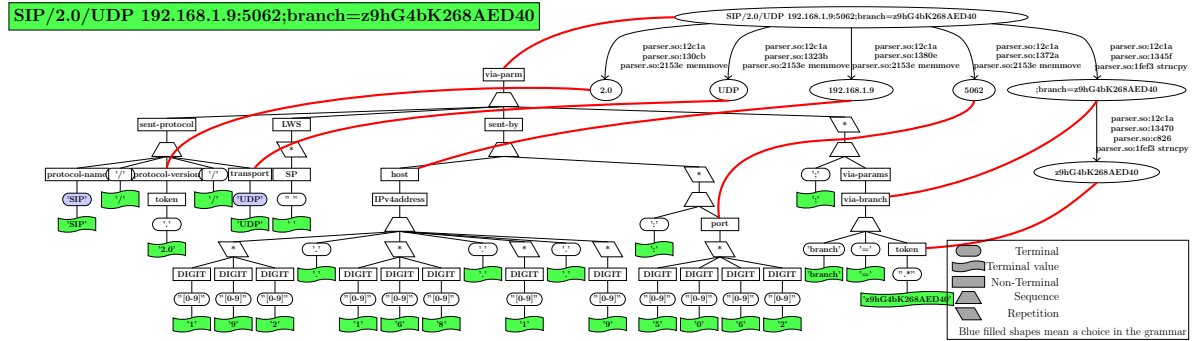 SIP/2.0/UDP 192.168.1.9:5062;branch=z9hG4bK268AED40
SIP/2.0/UDP 192.168.1.9:5062;branch=z9hG4bK268AED40
parser.so:12c1a
parser.so:130cb
parser.so:2153e memmove
parser.so:12c1a
parser.so:1323b
parser.so:2153e memmove
parser.so:12c1a
parser.so:1380e
parser.so:2153e memmove
parser.so:12c1a
parser.so:1372a
parser.so:2153e memmove
parser.so:12c1a
parser.so:1345f
parser.so:1fef3 strncpy
via-parm
2.0 UDP 192.168.1.9 5062 ;branch=z9hG4bK268AED40
parser.so:12c1a
parser.so:13470
parser.so:c826
parser.so:1fef3 strncpy
sent-protocol LWS sent-by *
*
z9hG4bK268AED40
protocol-name '/' protocol-version '/' transport SP host * ';' via-params
'SIP' '/' token '/' 'UDP' " " IPv4address ';' via-branch
'SIP' '.' 'UDP' ' ' ':' port 'branch' '=' token
'2.0' * '.' * '.' * '.' * ':' * 'branch' '=' ".*"
DIGIT DIGIT DIGIT '.' DIGIT DIGIT DIGIT '.' DIGIT '.' DIGIT DIGIT DIGIT DIGIT DIGIT
"[0-9]" "[0-9]" "[0-9]" "[0-9]" "[0-9]" "[0-9]" "[0-9]" "[0-9]" "[0-9]" "[0-9]" "[0-9]" "[0-9]" 'z9hG4bK268AED40'
'1' '9' '2' '1' '6' '8' '1' '9' '5' '0' '6' '2'
Terminal
Terminal value
Non-Terminal
Sequence
Repetition
Blue filled shapes mean a choice in the grammar